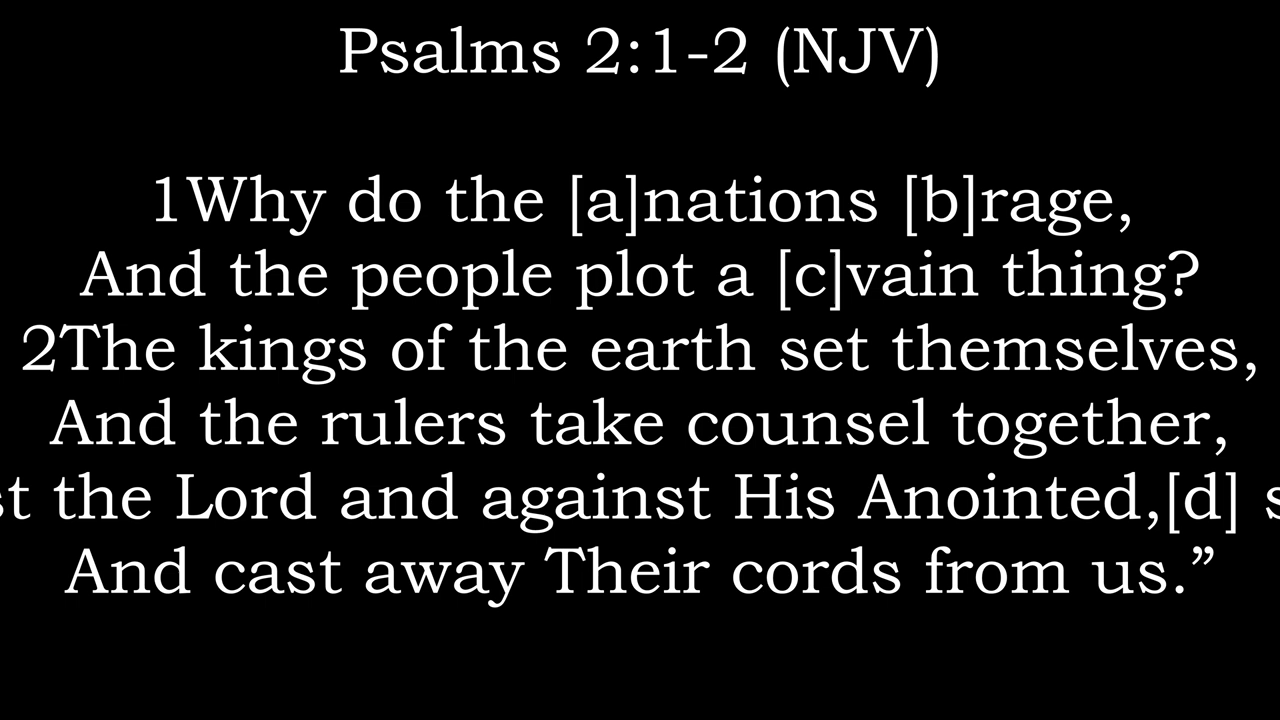 Psalms 2:1-2 (NJV)
1Why do the [a]nations [b]rage,
And the people plot a [c]vain thing?
2The kings of the earth set themselves,
And the rulers take counsel together,
st the Lord and against His Anointed,[d] s
And cast away Their cords from us.”